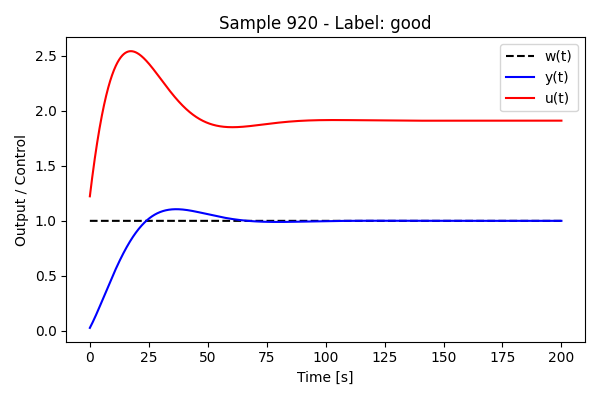 Sample 920 - Label: good
w(t)
y(t)
u(t)
Output / Control
2.5
2.0
1.5
1.0
0.5
0.0
0 25 50 75 100 125 150 175 200
Time [s]